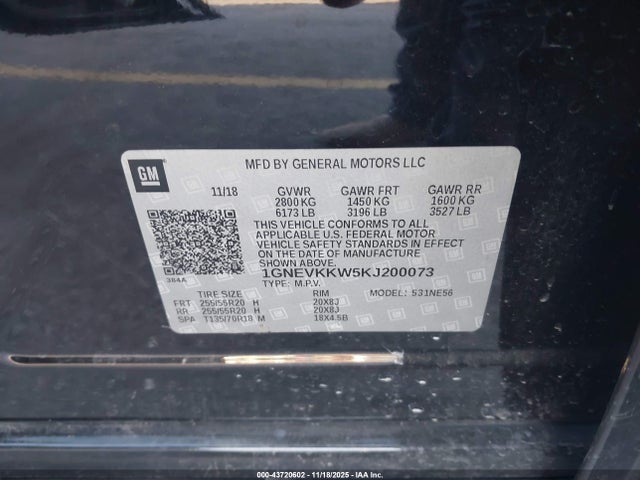 GM
MFD BY GENERAL MOTORS LLC
11/18 GVWR GAWR FRT GAWR RR
2800 KG 1450 KG 1600 KG
6173 LB 3196 LB 3527 LB
THIS VEHICLE CONFORMS TO ALL
APPLICABLE U.S. FEDERAL MOTOR
VEHICLE SAFETY STANDARDS IN EFFECT
ON THE DATE OF MANUFACTURE
SHOWN ABOVE.
1GNEVKKW5KJ200073
384A
TYPE: M.P.V. MODEL: 531NE56
TIRE SIZE RIM
FRT 255/55R20 H 20X8J
RR 255/55R20 H 20X8J
SPA T135/70R18 M 18X4.5B
000-43720602 - 11/18/2025 - IAA Inc.